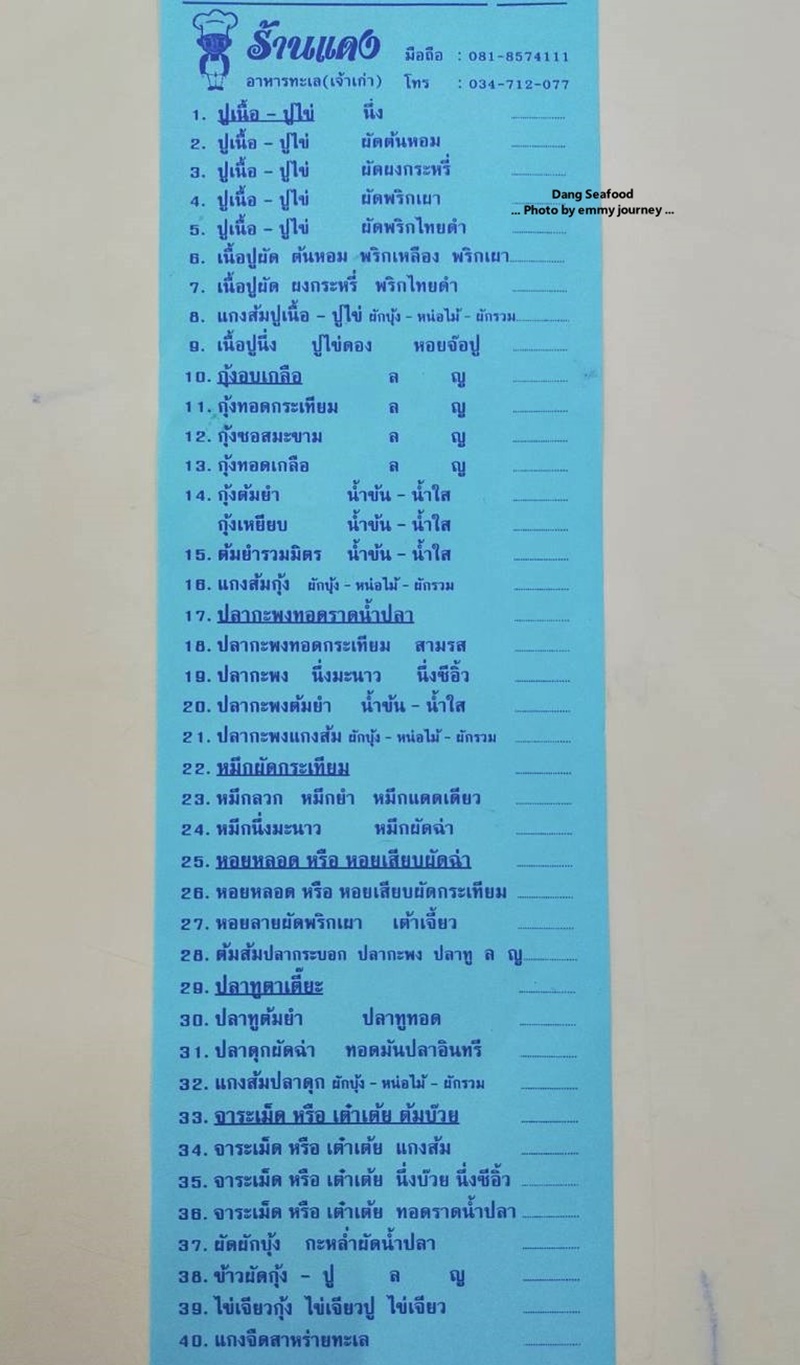 ร้านแดง มือถือ : 081-8574111
อาหารทะเล(เจ้าเก่า) โทร : 034-712-077
1. ปูเนื้อ - ปูไข่ นึ่ง
2. ปูเนื้อ - ปูไข่ ผัดต้นหอม
3. ปูเนื้อ - ปูไข่ ผัดผงกระหรี่
4. ปูเนื้อ - ปูไข่ ผัดพริกเผา
Dang Seafood
... Photo by emmy journey ...
5. ปูเนื้อ - ปูไข่ ผัดพริกไทยดำ
6. เนื้อปูผัด ต้นหอม พริกเหลือง พริกเผา
7. เนื้อปูผัด ผงกระหรี่ พริกไทยดำ
8. แกงส้มปูเนื้อ - ปูไข่ ผักบุ้ง - หน่อไม้ - ผักรวม
9. เนื้อปูนึ่ง ปูไข่ดอง หอยจ๊อปู
10. กุ้งอบเกลือ ล ญ
11. กุ้งทอดกระเทียม ล ญ
12. กุ้งซอสมะขาม ล ญ
13. กุ้งทอดเกลือ ล ญ
14. กุ้งต้มยำ น้ำข้น - น้ำใส
กุ้งเหยียบ น้ำข้น - น้ำใส
15. ต้มยำรวมมิตร น้ำข้น - น้ำใส
16. แกงส้มกุ้ง ผักบุ้ง - หน่อไม้ - ผักรวม
17. ปลากะพงทอดราดน้ำปลา
18. ปลากะพงทอดกระเทียม สามรส
19. ปลากะพง นึ่งมะนาว นึ่งซีอิ้ว
20. ปลากะพงต้มยำ น้ำข้น - น้ำใส
21. ปลากะพงแกงส้ม ผักบุ้ง - หน่อไม้ - ผักรวม
22. หมึกผัดกระเทียม
23. หมึกลวก หมึกยำ หมึกแดดเดียว
24. หมึกนึ่งมะนาว หมึกผัดฉ่า
25. หอยหลอด หรือ หอยเสียบผัดฉ่า
26. หอยหลอด หรือ หอยเสียบผัดกระเทียม
27. หอยลายผัดพริกเผา เต้าเจี้ยว
28. ต้มส้มปลากระบอก ปลากะพง ปลาทู ล ญ
29. ปลาทูตาเตี๊ยะ
30. ปลาทูต้มยำ ปลาทูทอด
31. ปลาดุกผัดฉ่า ทอดมันปลาอินทรี
32. แกงส้มปลาดุก ผักบุ้ง - หน่อไม้ - ผักรวม
33. จาระเม็ด หรือ เต๋าเต้ย ต้มบ๊วย
34. จาระเม็ด หรือ เต๋าเต้ย แกงส้ม
35. จาระเม็ด หรือ เต๋าเต้ย นึ่งบ๊วย นึ่งซีอิ้ว
36. จาระเม็ด หรือ เต๋าเต้ย ทอดราดน้ำปลา
37. ผัดผักบุ้ง กะหล่ำผัดน้ำปลา
38. ข้าวผัดกุ้ง - ปู ล ญ
39. ไข่เจียวกุ้ง ไข่เจียวปู ไข่เจียว
40. แกงจืดสาหร่ายทะเล